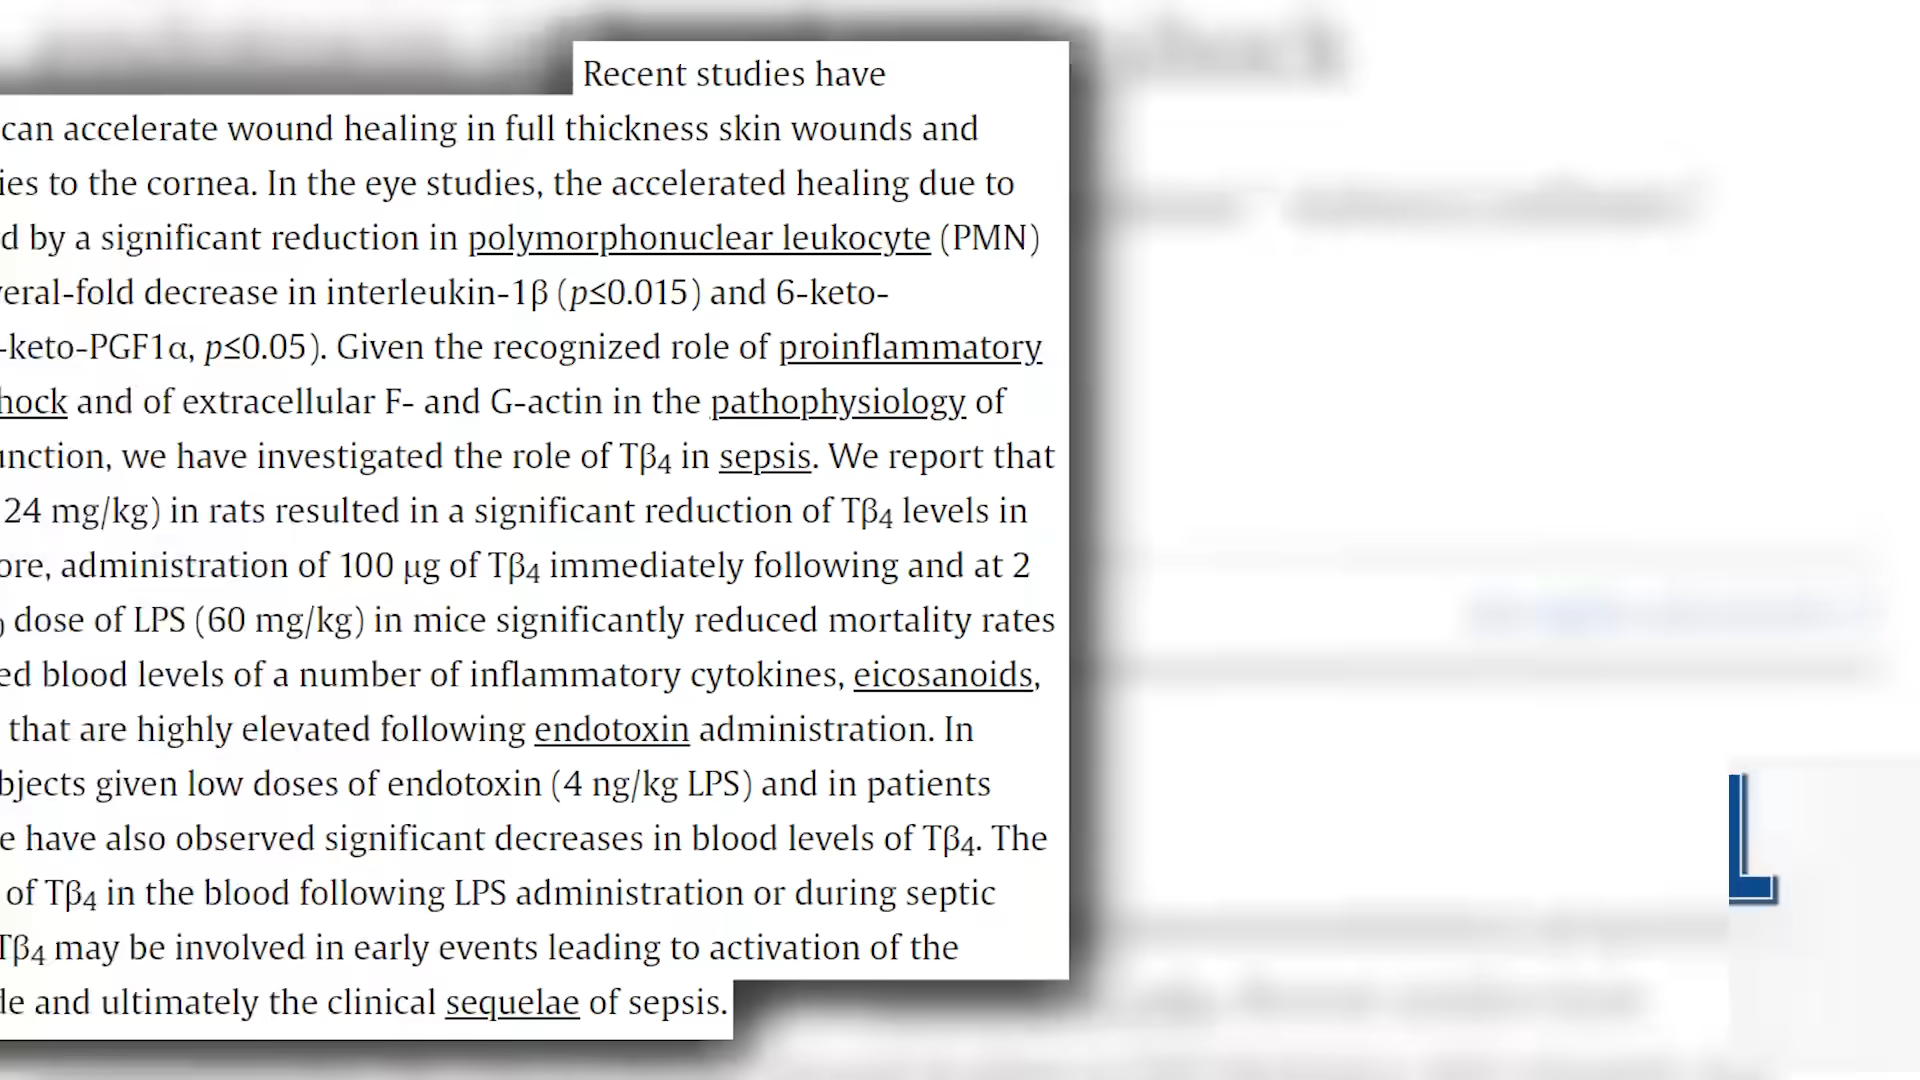 Recent studies have
can accelerate wound healing in full thickness skin wounds and
ies to the cornea. In the eye studies, the accelerated healing due to
d by a significant reduction in polymorphonuclear leukocyte (PMN)
eral-fold decrease in interleukin-1β (p≤0.015) and 6-keto-
-keto-PGF1α, p≤0.05). Given the recognized role of proinflammatory
hock and of extracellular F- and G-actin in the pathophysiology of
unction, we have investigated the role of Tβ4 in sepsis. We report that
24 mg/kg) in rats resulted in a significant reduction of Tβ4 levels in
ore, administration of 100 μg of Tβ4 immediately following and at 2
dose of LPS (60 mg/kg) in mice significantly reduced mortality rates
ed blood levels of a number of inflammatory cytokines, eicosanoids,
that are highly elevated following endotoxin administration. In
bjects given low doses of endotoxin (4 ng/kg LPS) and in patients
e have also observed significant decreases in blood levels of Tβ4. The
of Tβ4 in the blood following LPS administration or during septic
Tβ4 may be involved in early events leading to activation of the
de and ultimately the clinical sequelae of sepsis.
L